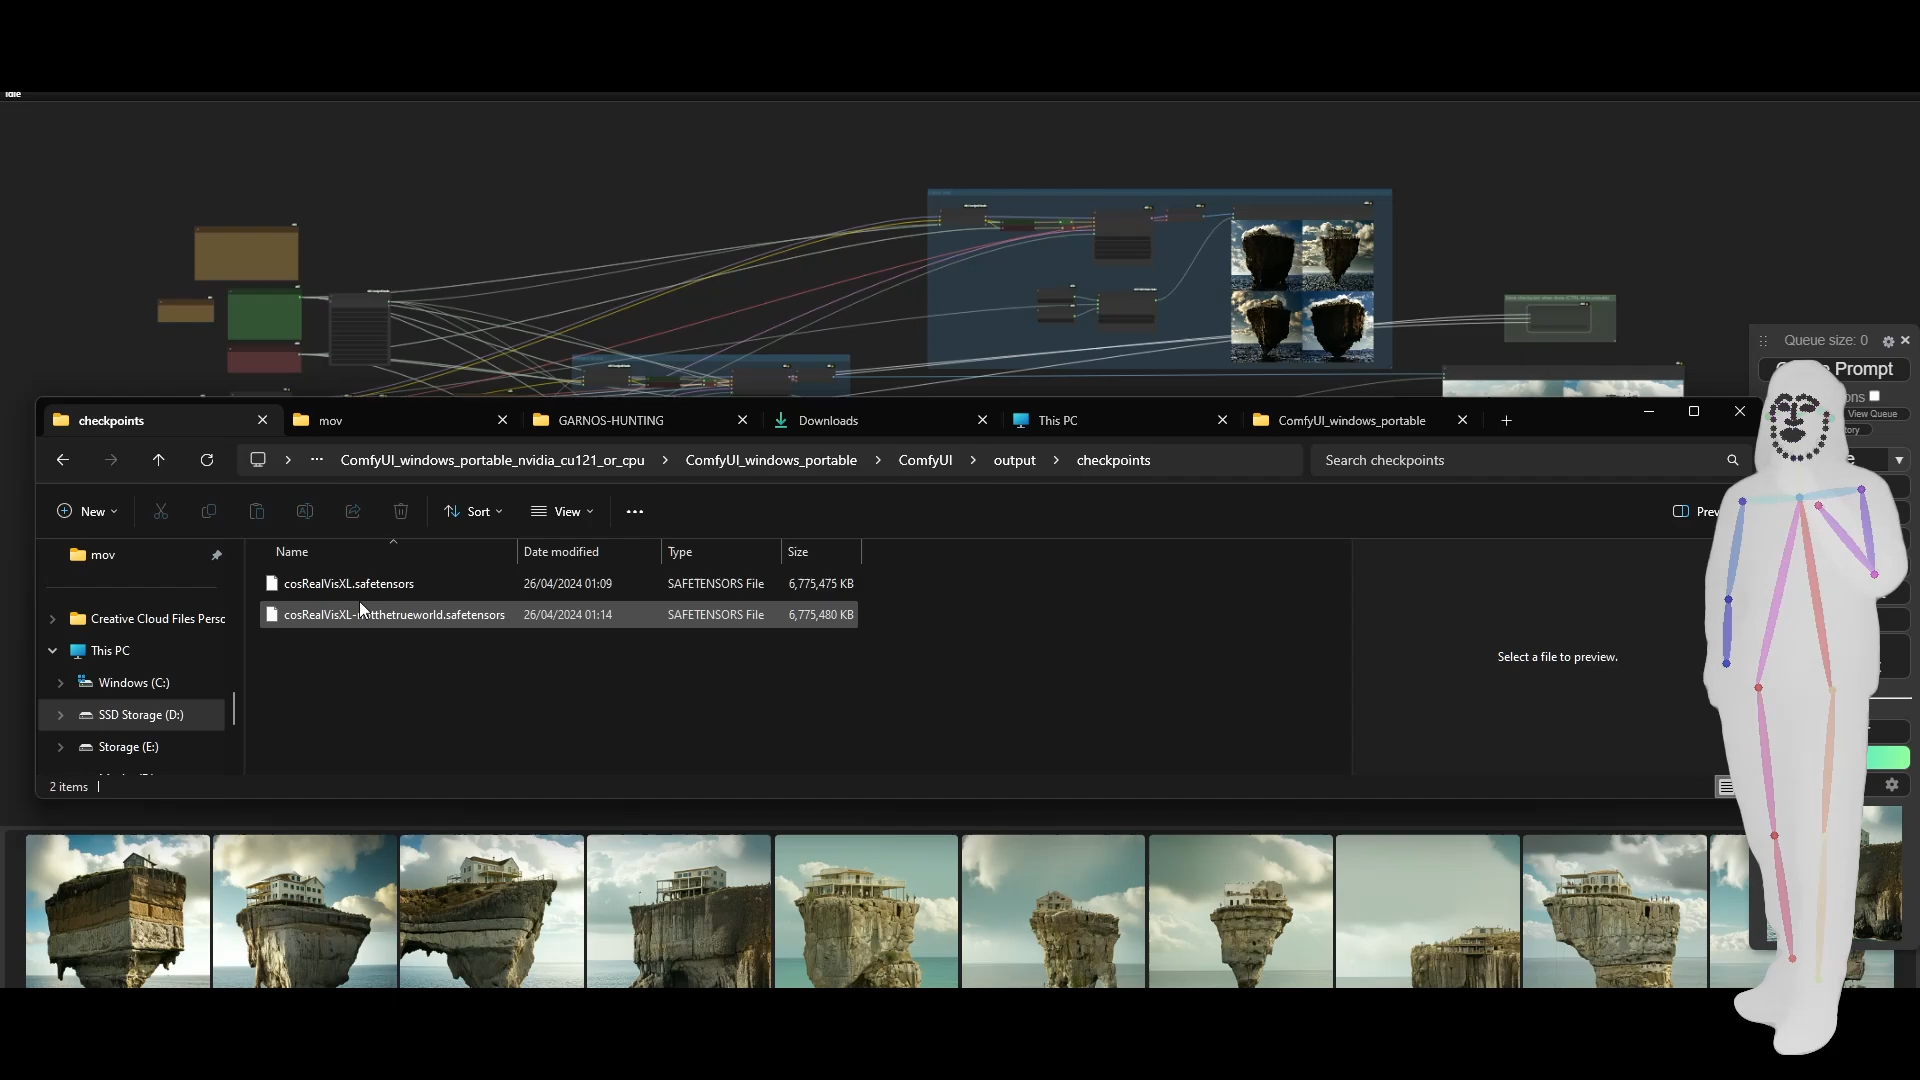 Idle
Queue size: 0
Prompt
View Queue
checkpoints
mov
GARNOS-HUNTING
Downloads
This PC
ComfyUI_windows_portable
ComfyUI_windows_portable_nvidia_cu121_or_cpu
ComfyUI_windows_portable
ComfyUI
output
checkpoints
Search checkpoints
New
Sort
View
Name
Date modified
Type
Size
mov
cosRealVisXL.safetensors
26/04/2024 01:09
SAFETENSORS File
6,775,475 KB
26/04/2024 01:14
SAFETENSORS File
6,775,480 KB
Creative Cloud Files Persc
This PC
Windows (C:)
SSD Storage (D:)
Storage (E:)
Select a file to preview.
2 items